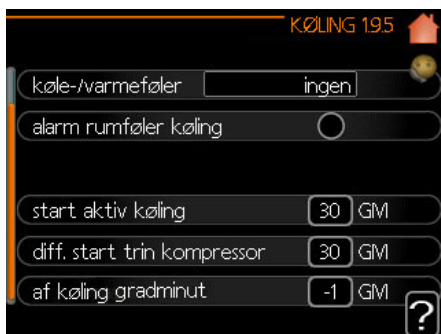 KØLING 1.9.5
køle-/varmeføler ingen
alarm rumføler køling
start aktiv køling 30 GM
diff. start trin kompressor 30 GM
af køling gradminut -1 GM
?